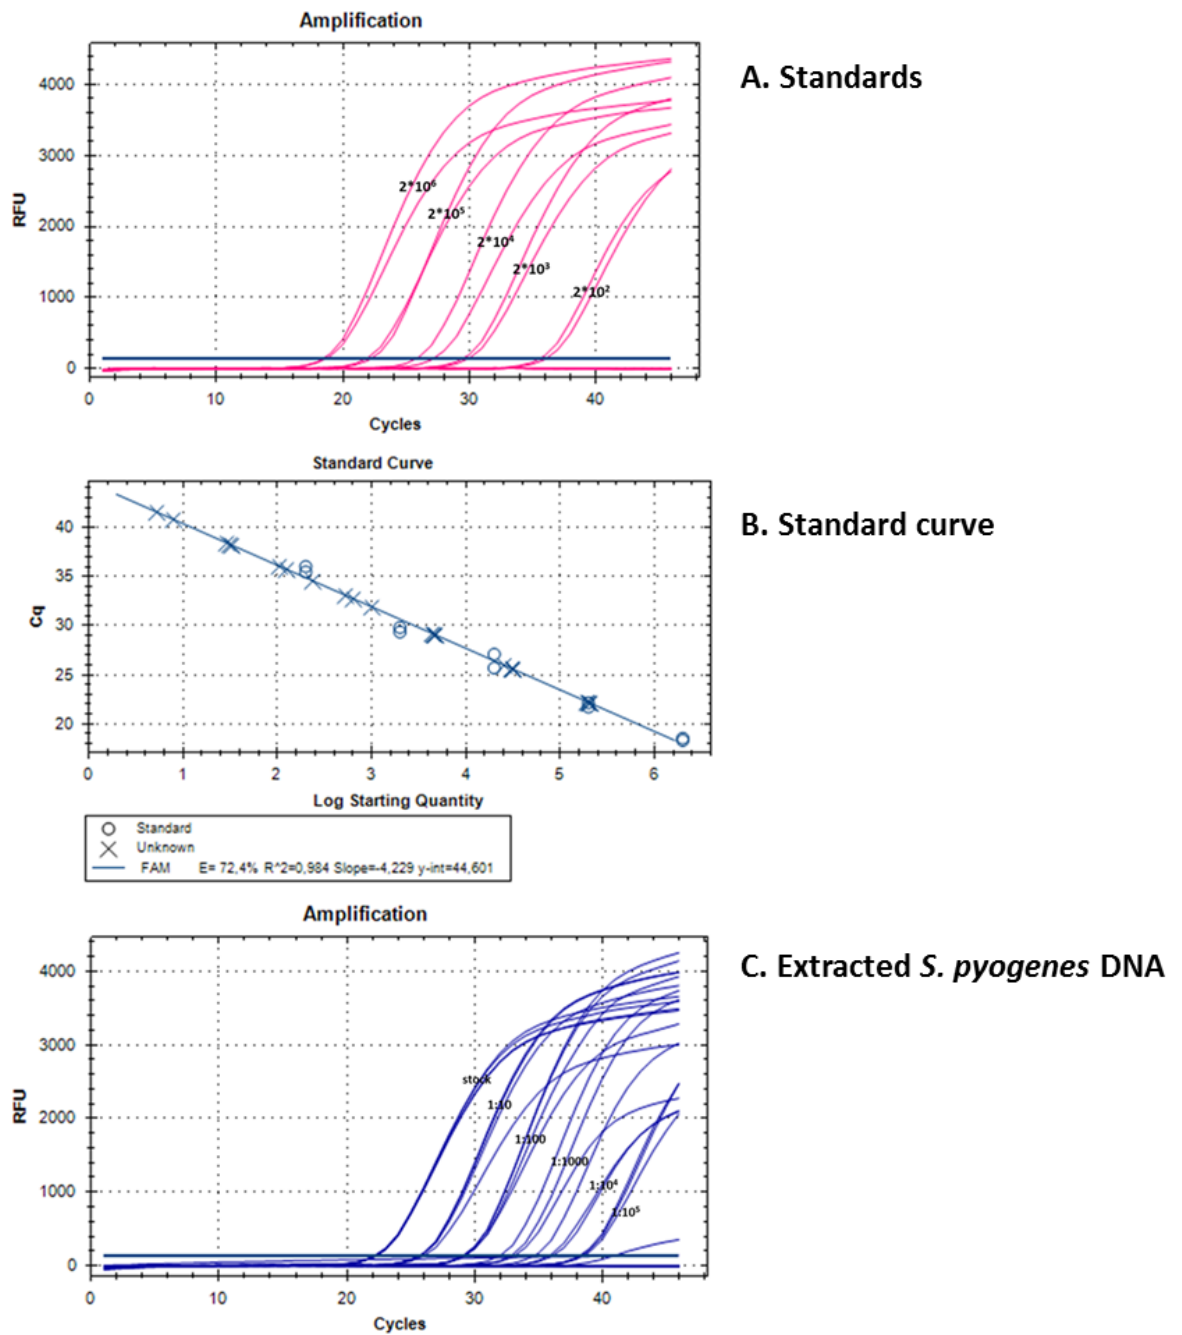 Amplification
A. Standards
4000
3000
2000
1000
0
RFU
2*10⁶
2*10⁵
2*10⁴
2*10³
2*10²
0 10 20 30 40
Cycles
Standard Curve
B. Standard curve
40
35
30
25
20
Cq
0 1 2 3 4 5 6
Log Starting Quantity
Standard
Unknown
FAM E= 72,4% R^2=0,984 Slope=-4,229 y-int=44,601
Amplification
C. Extracted S. pyogenes DNA
4000
3000
2000
1000
0
RFU
stock
1:10
1:100
1:1000
1:10⁴
1:10⁵
0 10 20 30 40
Cycles